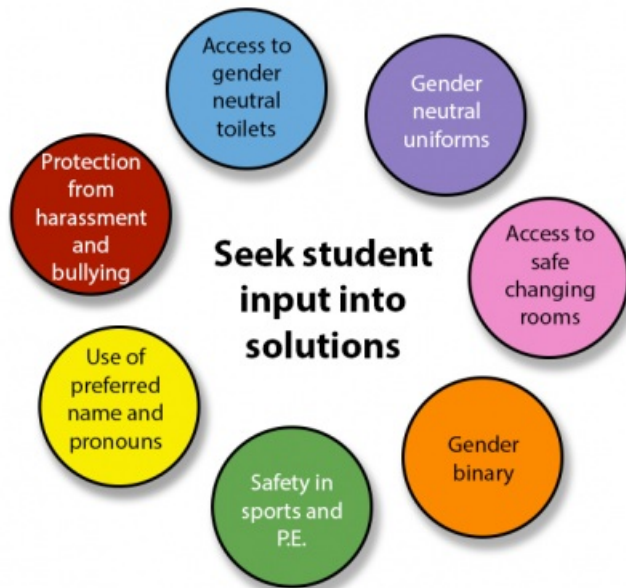 Access to
gender
neutral
toilets
Gender
neutral
uniforms
Protection
from
harassment
and
bullying
Seek student
input into
solutions
Access to
safe
changing
rooms
Use of
preferred
name and
pronouns
Gender
binary
Safety in
sports and
P.E.